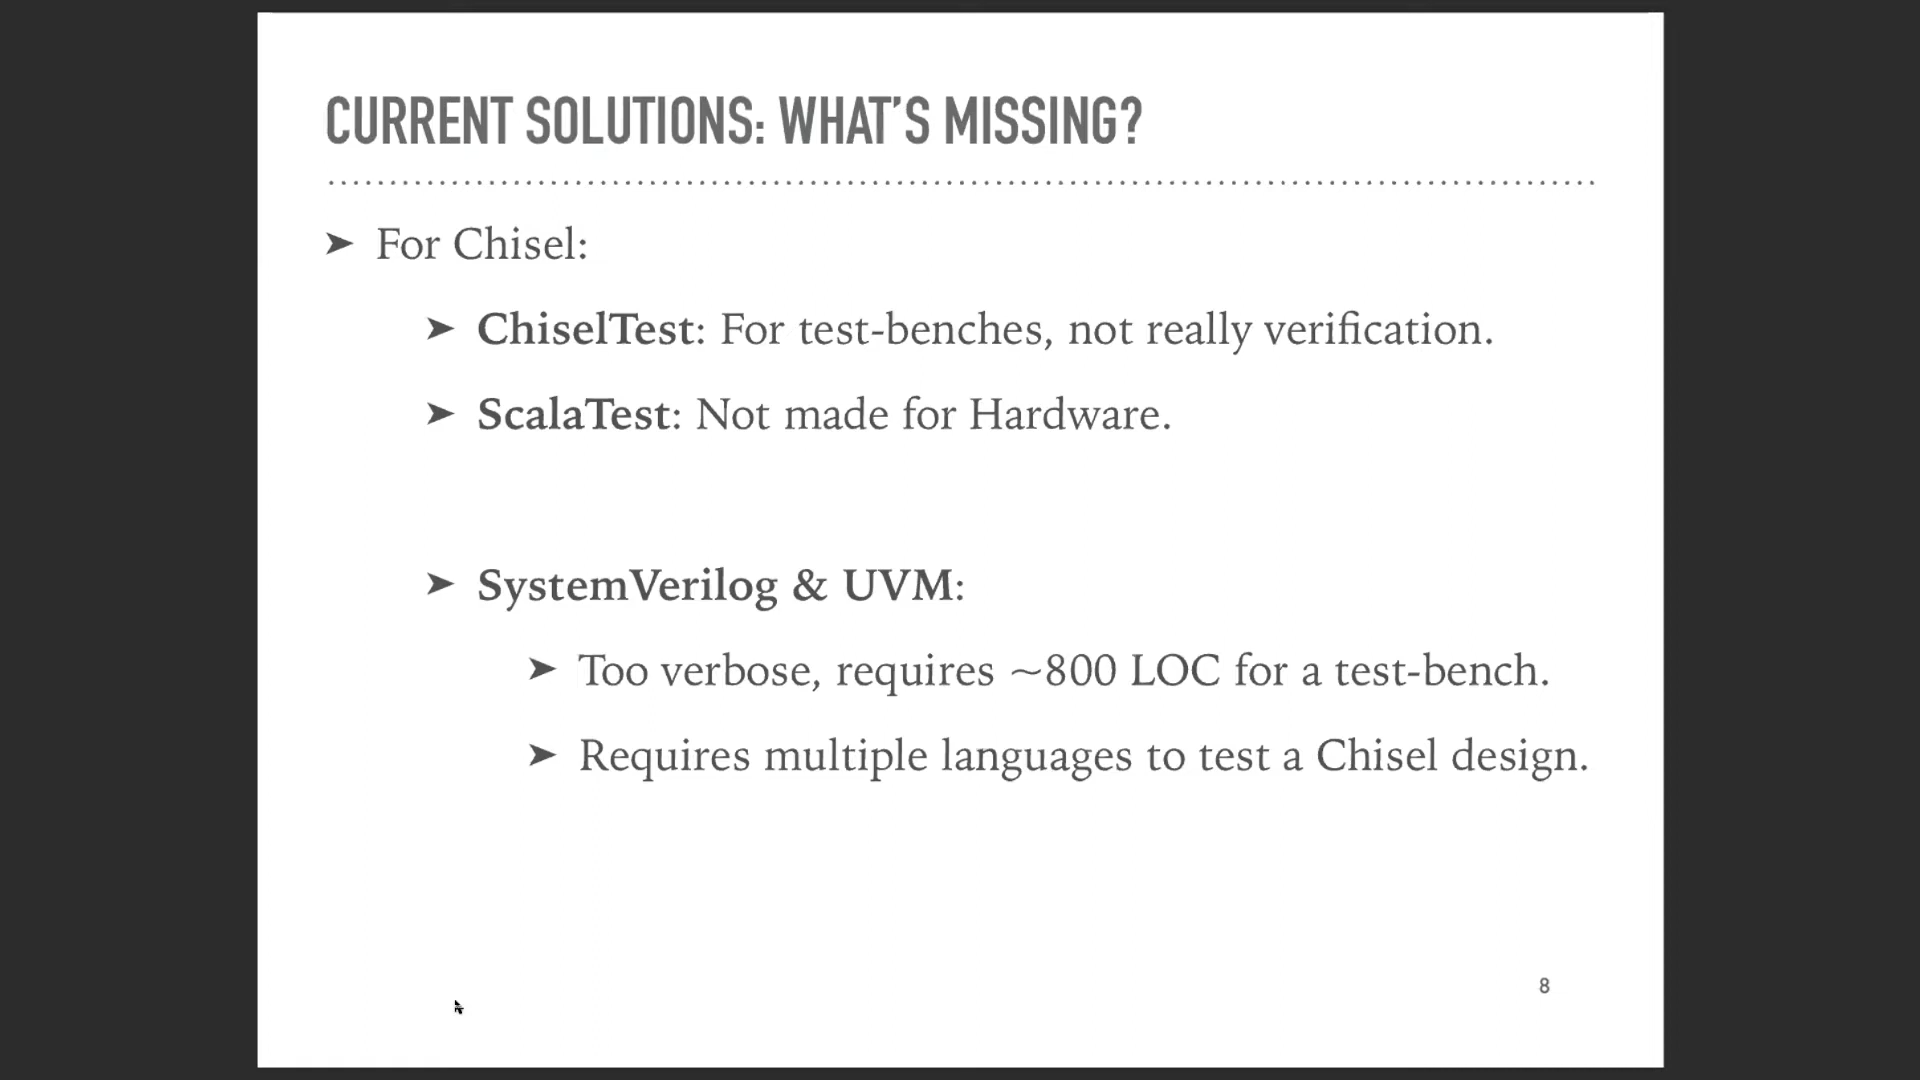 CURRENT SOLUTIONS: WHAT'S MISSING?
➤ For Chisel:
➤ ChiselTest: For test-benches, not really verification.
➤ ScalaTest: Not made for Hardware.
➤ SystemVerilog & UVM:
➤ Too verbose, requires ~800 LOC for a test-bench.
➤ Requires multiple languages to test a Chisel design.
8